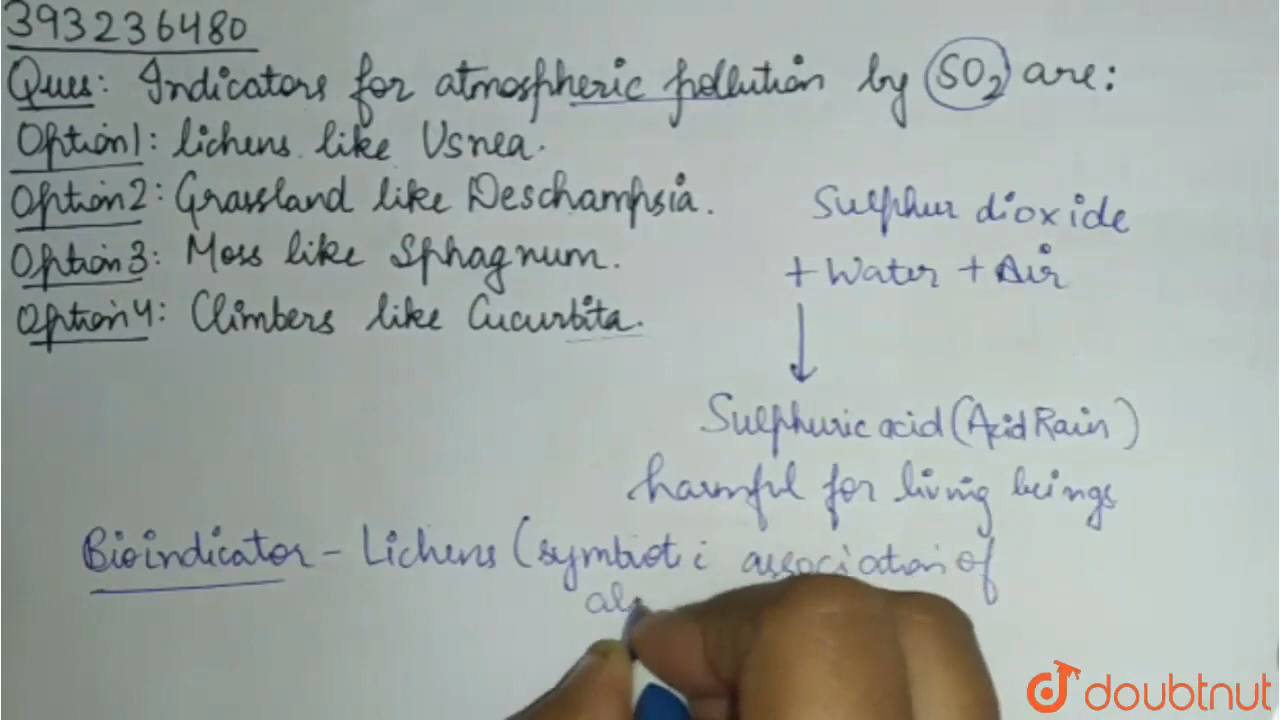 393236480
Ques: Indicators for atmospheric pollution by SO2 are:
Option1: lichens like Usnea.
Option2: Grassland like Deschampsia.
Option3: Moss like Sphagnum.
Option4: Climbers like Cucurbita.
Sulphur dioxide
+ Water + Air
↓
Sulphuric acid (Acid Rain)
harmful for living beings
Bioindicator - Lichens (symbioti association of
al
doubtnut